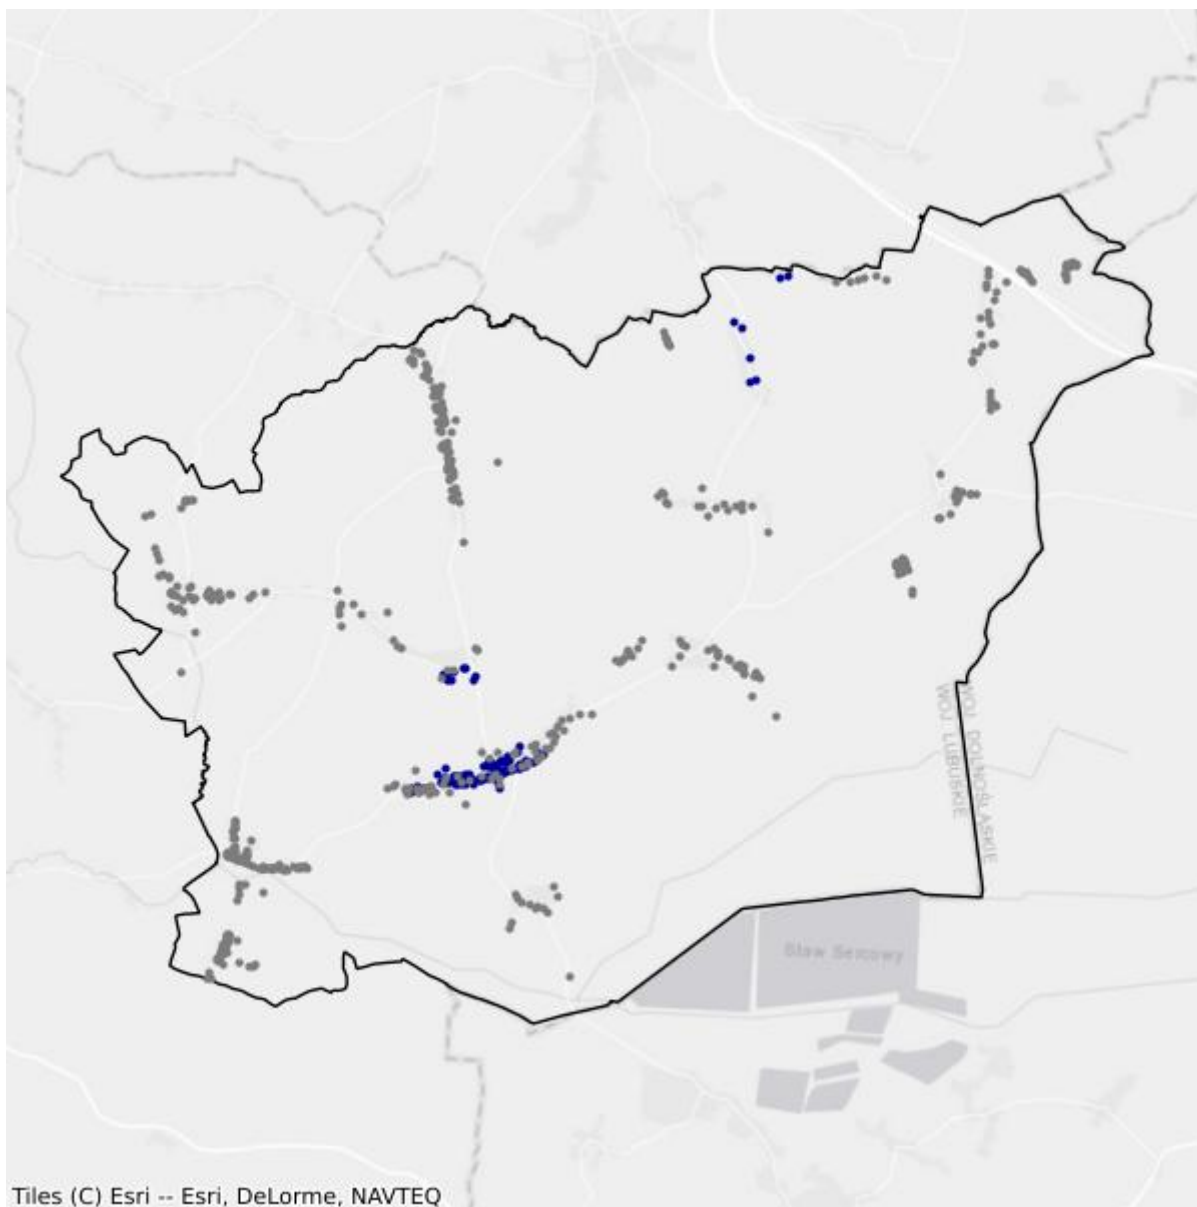 WOJ. DOLNOŚLĄSKIE
WOJ. LUBUSKIE
Staw Sercowy
Tiles (C) Esri -- Esri, DeLorme, NAVTEQ